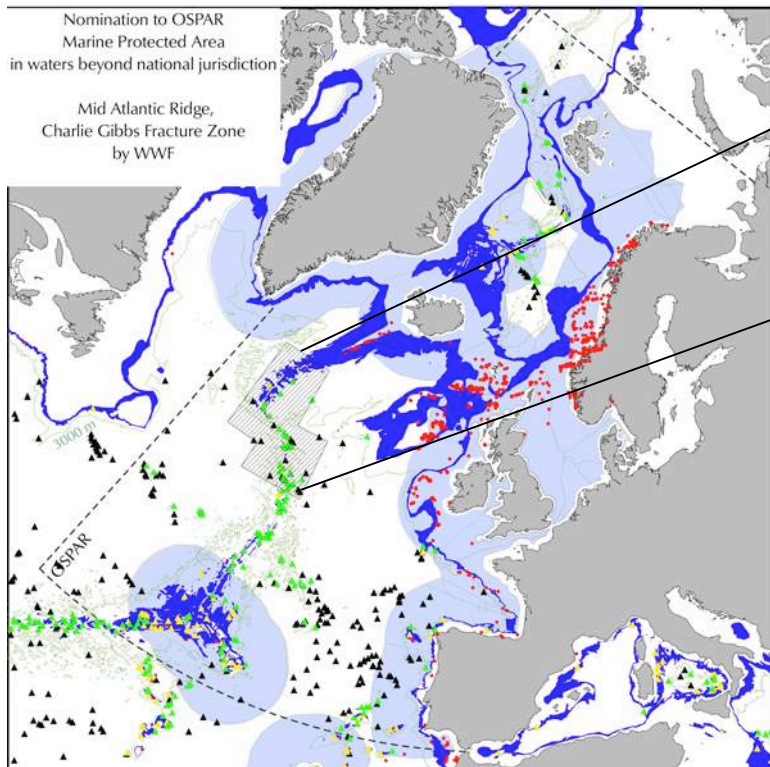 Nomination to OSPAR
Marine Protected Area
in waters beyond national jurisdiction
Mid Atlantic Ridge,
Charlie Gibbs Fracture Zone
by WWF
3000 m
OSPAR